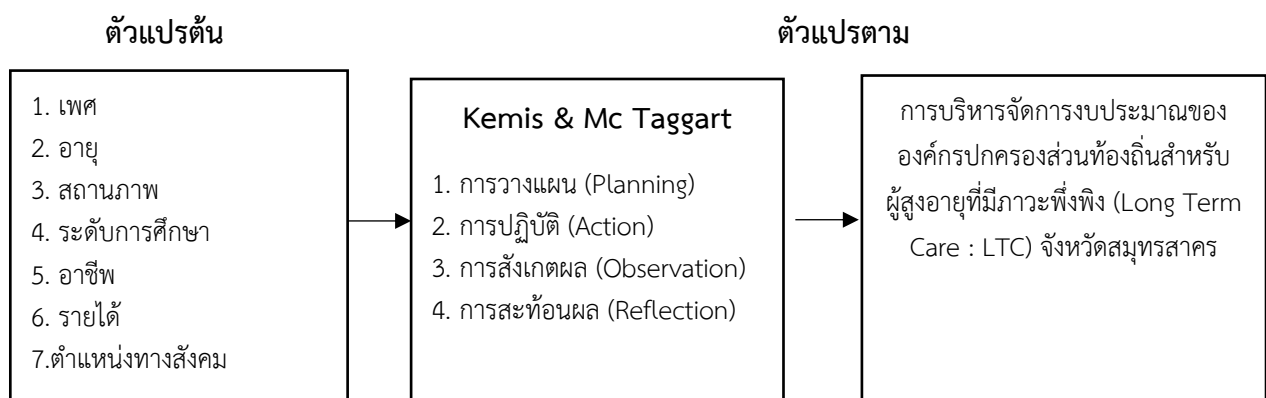 ตัวแปรต้น
ตัวแปรตาม
1. เพศ
2. อายุ
3. สถานภาพ
4. ระดับการศึกษา
5. อาชีพ
6. รายได้
7.ตำแหน่งทางสังคม
Kemis & Mc Taggart
1. การวางแผน (Planning)
2. การปฏิบัติ (Action)
3. การสังเกตผล (Observation)
4. การสะท้อนผล (Reflection)
การบริหารจัดการงบประมาณของ
องค์กรปกครองส่วนท้องถิ่นสำหรับ
ผู้สูงอายุที่มีภาวะพึ่งพิง (Long Term
Care : LTC) จังหวัดสมุทรสาคร